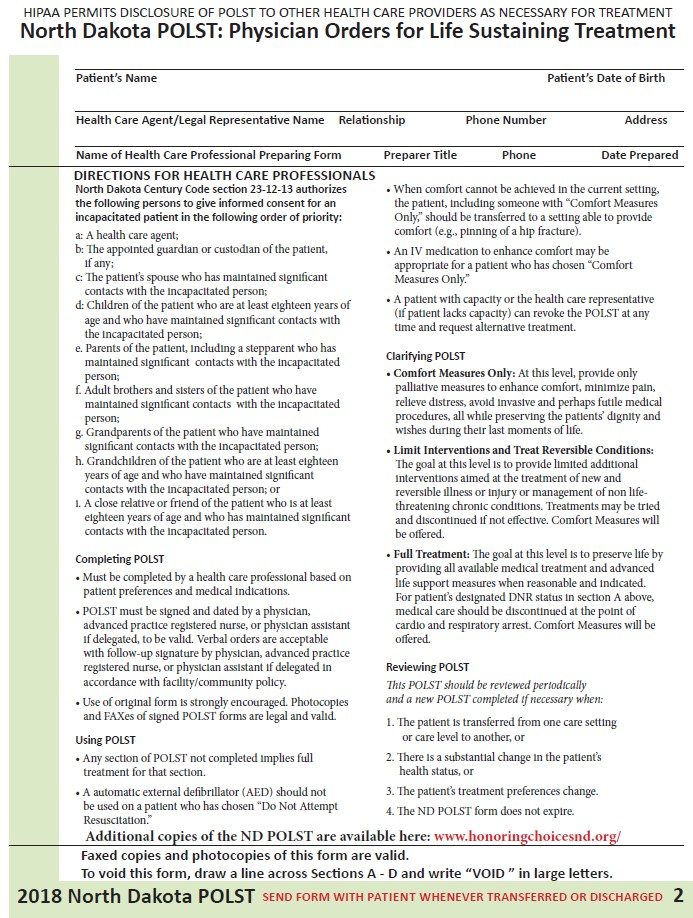 HIPAA PERMITS DISCLOSURE OF POLST TO OTHER HEALTH CARE PROVIDERS AS NECESSARY FOR TREATMENT
North Dakota POLST: Physician Orders for Life Sustaining Treatment
Patient's Name Patient's Date of Birth
Health Care Agent/Legal Representative Name Relationship Phone Number Address
Name of Health Care Professional Preparing Form Preparer Title Phone Date Prepared
DIRECTIONS FOR HEALTH CARE PROFESSIONALS
North Dakota Century Code section 23-12-13 authorizes
the following persons to give informed consent for an
incapacitated patient in the following order of priority:
a: A health care agent;
b: The appointed guardian or custodian of the patient,
if any;
c: The patient's spouse who has maintained significant
contacts with the incapacitated person;
d: Children of the patient who are at least eighteen years of
age and who have maintained significant contacts with
the incapacitated person;
e. Parents of the patient, including a stepparent who has
maintained significant contacts with the incapacitated
person;
f. Adult brothers and sisters of the patient who have
maintained significant contacts with the incapacitated
person;
g. Grandparents of the patient who have maintained
significant contacts with the incapacitated person;
h. Grandchildren of the patient who are at least eighteen
years of age and who have maintained significant
contacts with the incapacitated person; or
1. A close relative or friend of the patient who is at least
eighteen years of age and who has maintained significant
contacts with the incapacitated person.
Completing POLST
• Must be completed by a health care professional based on
patient preferences and medical indications.
• POLST must be signed and dated by a physician,
advanced practice registered nurse, or physician assistant
if delegated, to be valid. Verbal orders are acceptable
with follow-up signature by physician, advanced practice
registered nurse, or physician assistant if delegated in
accordance with facility/community policy.
• Use of original form is strongly encouraged. Photocopies
and FAXes of signed POLST forms are legal and valid.
Using POLST
• Any section of POLST not completed implies full
treatment for that section.
• A automatic external defibrillator (AED) should not
be used on a patient who has chosen "Do Not Attempt
Resuscitation."
• When comfort cannot be achieved in the current setting,
the patient, including someone with "Comfort Measures
Only," should be transferred to a setting able to provide
comfort (e.g., pinning of a hip fracture).
• An IV medication to enhance comfort may be
appropriate for a patient who has chosen "Comfort
Measures Only."
• A patient with capacity or the health care representative
(if patient lacks capacity) can revoke the POLST at any
time and request alternative treatment.
Clarifying POLST
• Comfort Measures Only: At this level, provide only
palliative measures to enhance comfort, minimize pain,
relieve distress, avoid invasive and perhaps futile medical
procedures, all while preserving the patients' dignity and
wishes during their last moments of life.
• Limit Interventions and Treat Reversible Conditions:
The goal at this level is to provide limited additional
interventions aimed at the treatment of new and
reversible illness or injury or management of non life-
threatening chronic conditions. Treatments may be tried
and discontinued if not effective. Comfort Measures will
be offered.
• Full Treatment: The goal at this level is to preserve life by
providing all available medical treatment and advanced
life support measures when reasonable and indicated.
For patient's designated DNR status in section A above,
medical care should be discontinued at the point of
cardio and respiratory arrest. Comfort Measures will be
offered.
Reviewing POLST
This POLST should be reviewed periodically
and a new POLST completed if necessary when:
1. The patient is transferred from one care setting
or care level to another, or
2. There is a substantial change in the patient's
health status, or
3. The patient's treatment preferences change.
4. The ND POLST form does not expire.
Additional copies of the ND POLST are available here: www.honoringchoicesnd.org/
Faxed copies and photocopies of this form are valid.
To void this form, draw a line across Sections A - D and write "VOID " in large letters.
2018 North Dakota POLST SEND FORM WITH PATIENT WHENEVER TRANSFERRED OR DISCHARGED 2